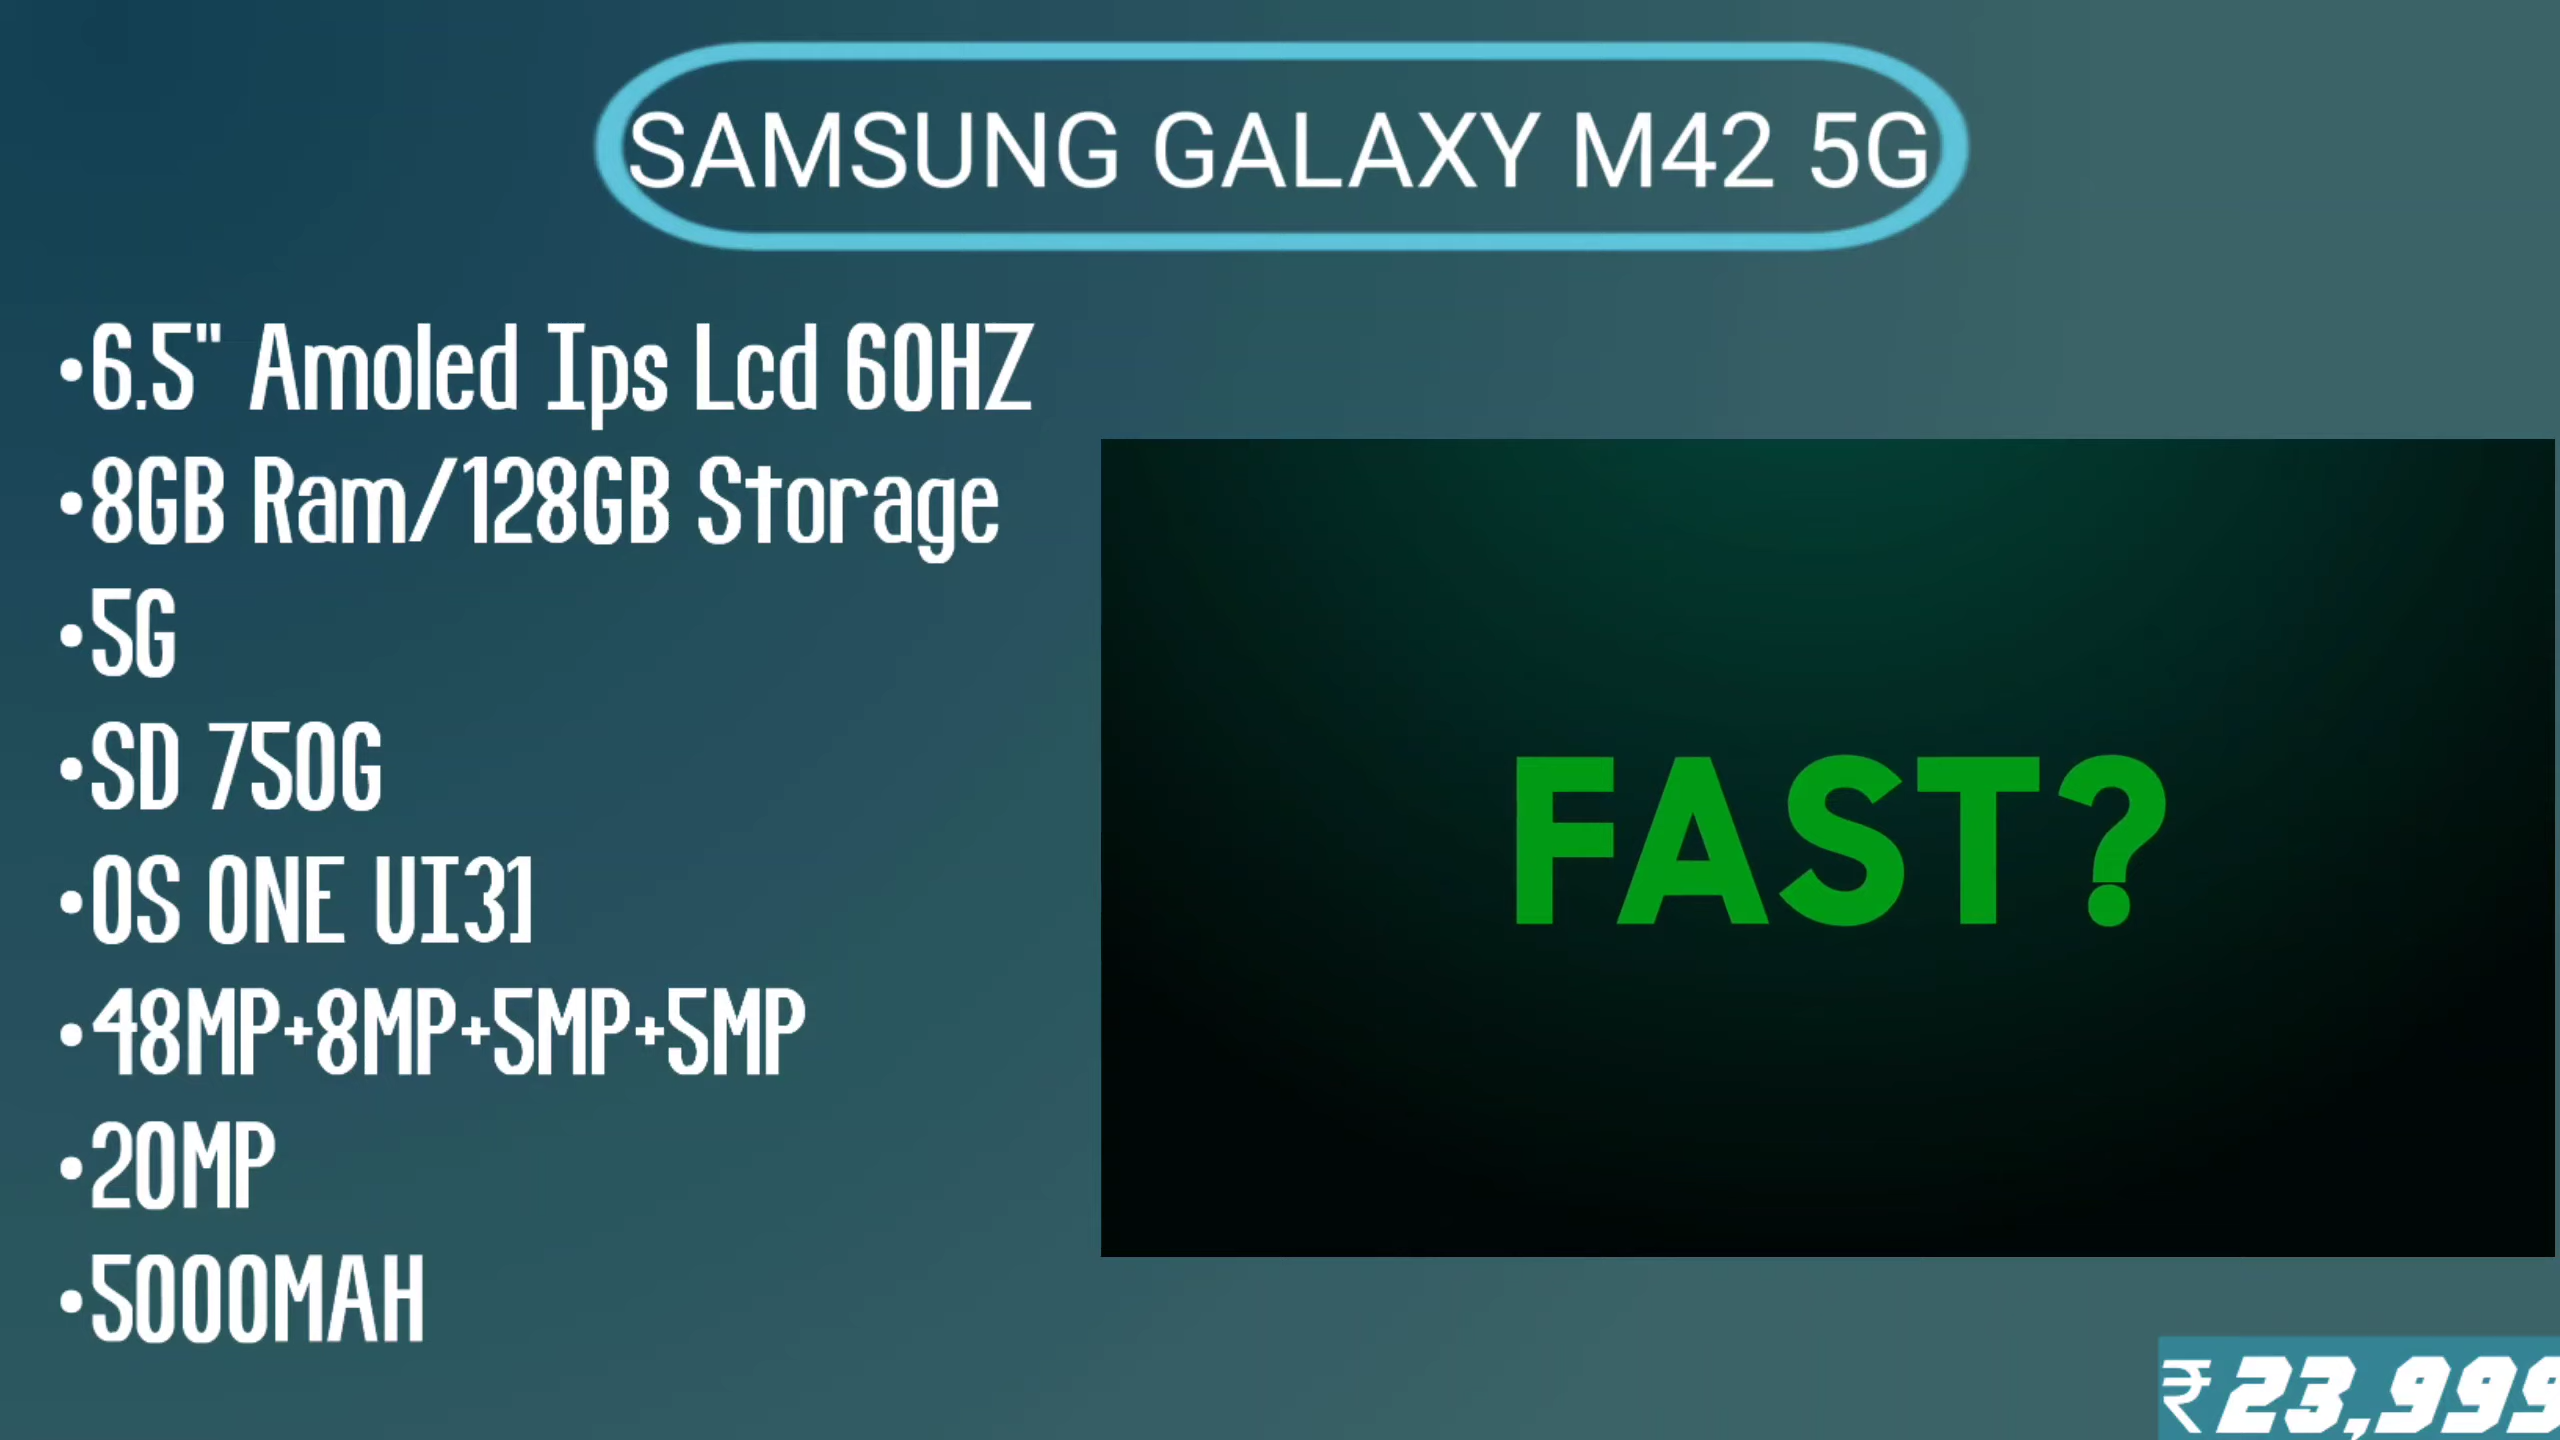 SAMSUNG GALAXY M42 5G
•6.5" Amoled Ips Lcd 60HZ
•8GB Ram/128GB Storage
•5G
•SD 750G
•OS ONE UI31
•48MP+8MP+5MP+5MP
•20MP
•5000MAH
FAST?
₹23,999